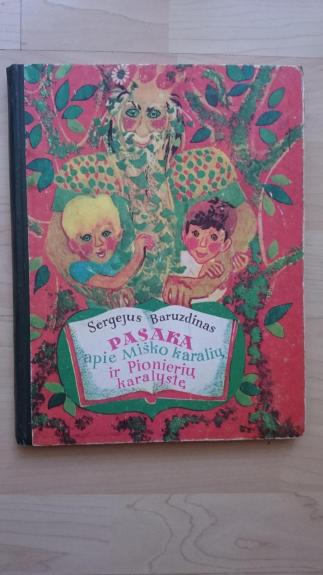 Sergejus Baruzdinas
PASAKA
apie Miško karalių
ir Pionierių
karalystę